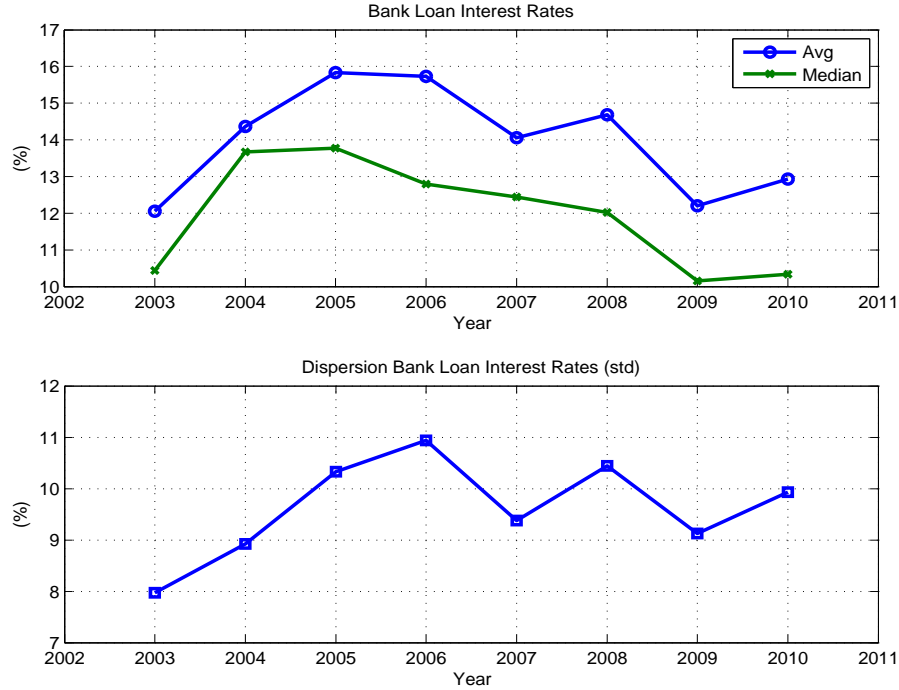 Bank Loan Interest Rates
17
16
15
14
13
12
11
10
(%)
Avg
Median
2002 2003 2004 2005 2006 2007 2008 2009 2010 2011
Year
Dispersion Bank Loan Interest Rates (std)
12
11
10
9
8
7
(%)
2002 2003 2004 2005 2006 2007 2008 2009 2010 2011
Year